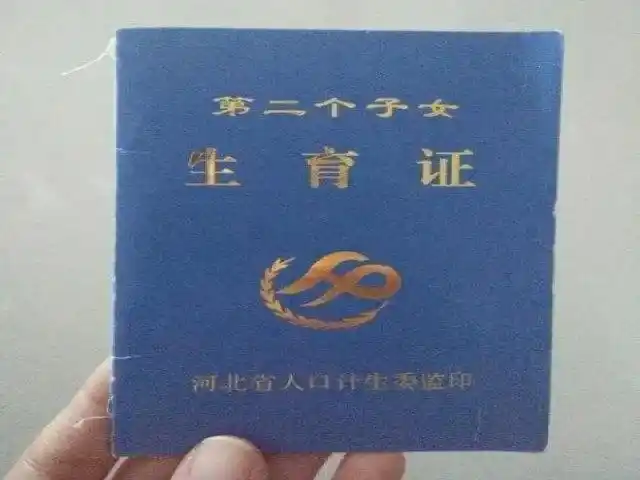 第二个子女
生育证
河北省人口计生委监印